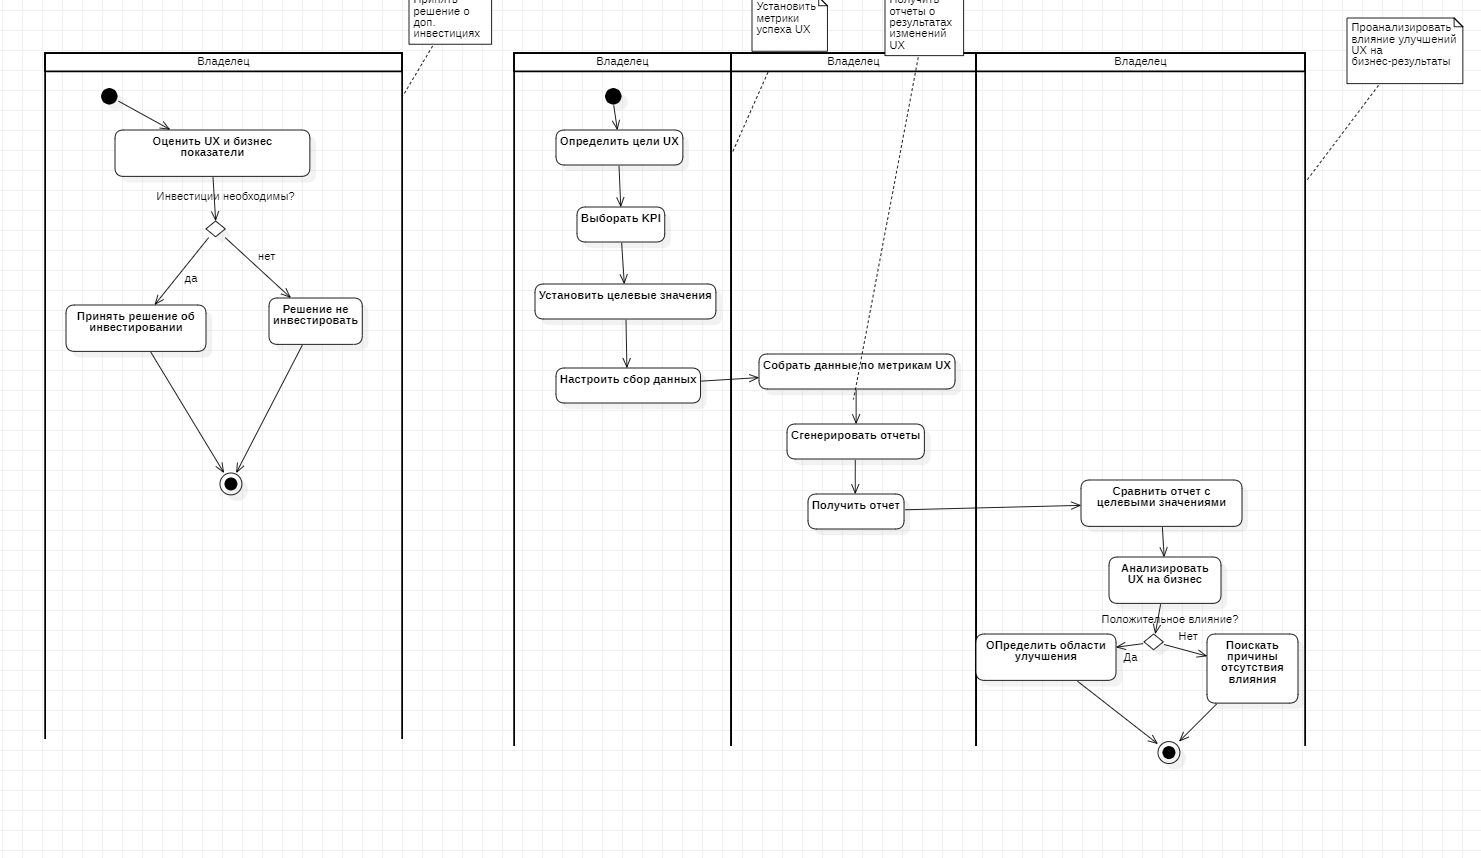 Принять
решение о
доп.
инвестициях
Установить
метрики
успеха UX
Получить
отчеты о
результатах
изменений
UX
Проанализировать
влияние улучшений
UX на
бизнес-результаты
Владелец
Владелец
Владелец
Владелец
Оценить UX и бизнес
показатели
Инвестиции необходимы?
да
нет
Принять решение об
инвестировании
Решение не
инвестировать
Определить цели UX
Выборать KPI
Установить целевые значения
Настроить сбор данных
Собрать данные по метрикам UX
Сгенерировать отчеты
Получить отчет
Сравнить отчет с
целевыми значениями
Анализировать
UX на бизнес
Положительное влияние?
Да
Нет
ОПределить области
улучшения
Поискать
причины
отсутствия
влияния